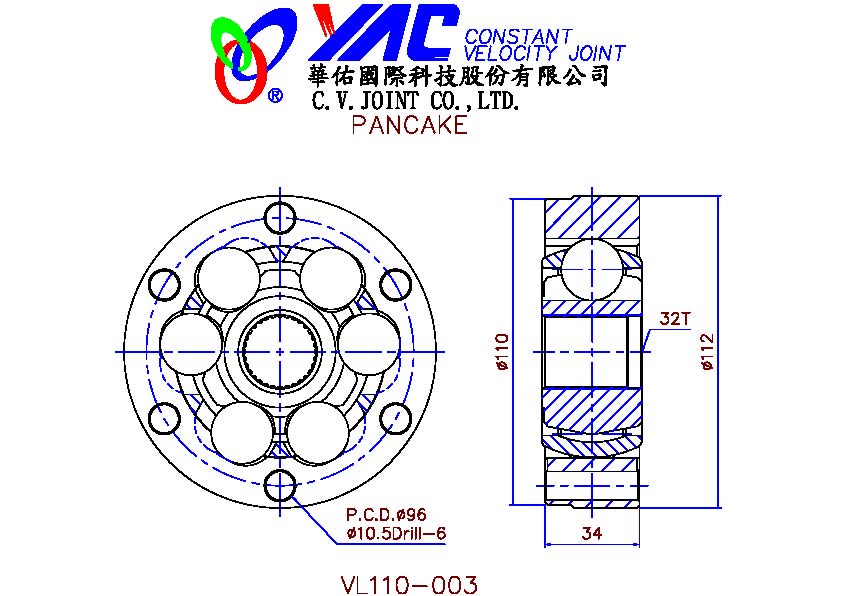 YAC CONSTANT
VELOCITY JOINT
®
華佑國際科技股份有限公司
C.V.JOINT CO.,LTD.
PANCAKE
32T
ø110
ø112
P.C.D.ø96
ø10.5Drill-6
34
VL110-003